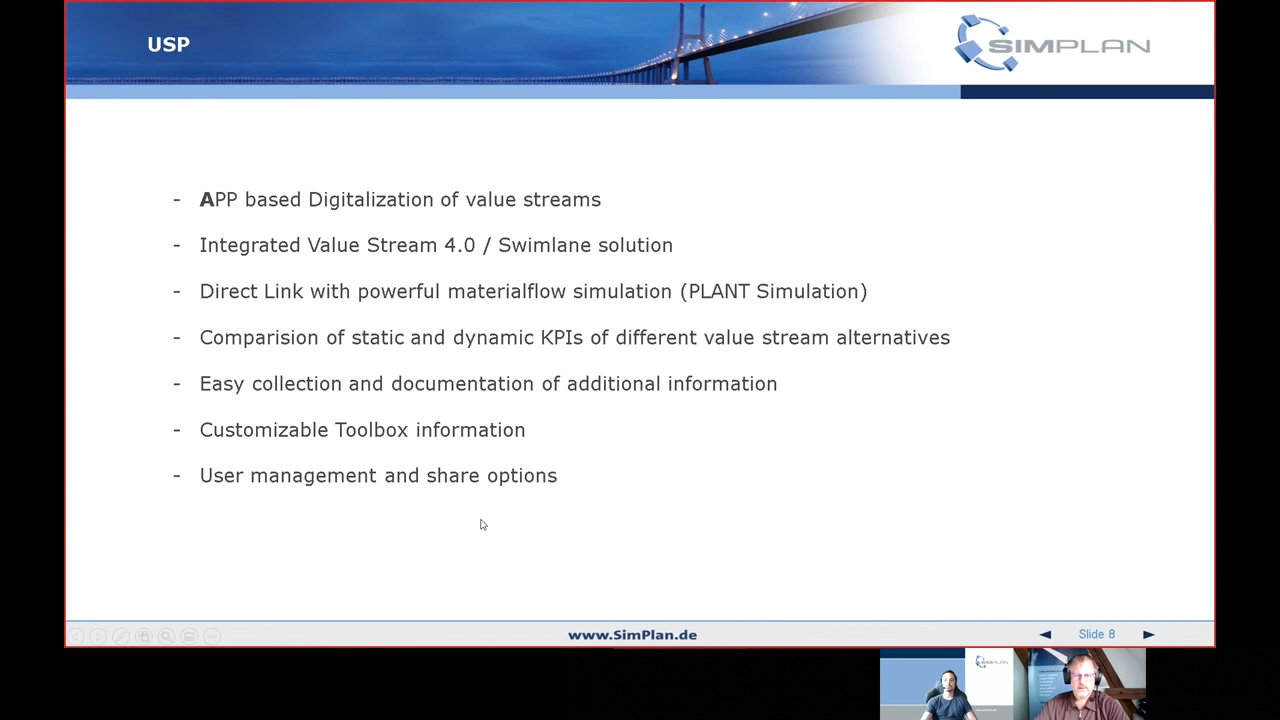 USP
SIMPLAN
- APP based Digitalization of value streams
- Integrated Value Stream 4.0 / Swimlane solution
- Direct Link with powerful materialflow simulation (PLANT Simulation)
- Comparision of static and dynamic KPIs of different value stream alternatives
- Easy collection and documentation of additional information
- Customizable Toolbox information
- User management and share options
www.SimPlan.de
Slide 8
SIMPLAN